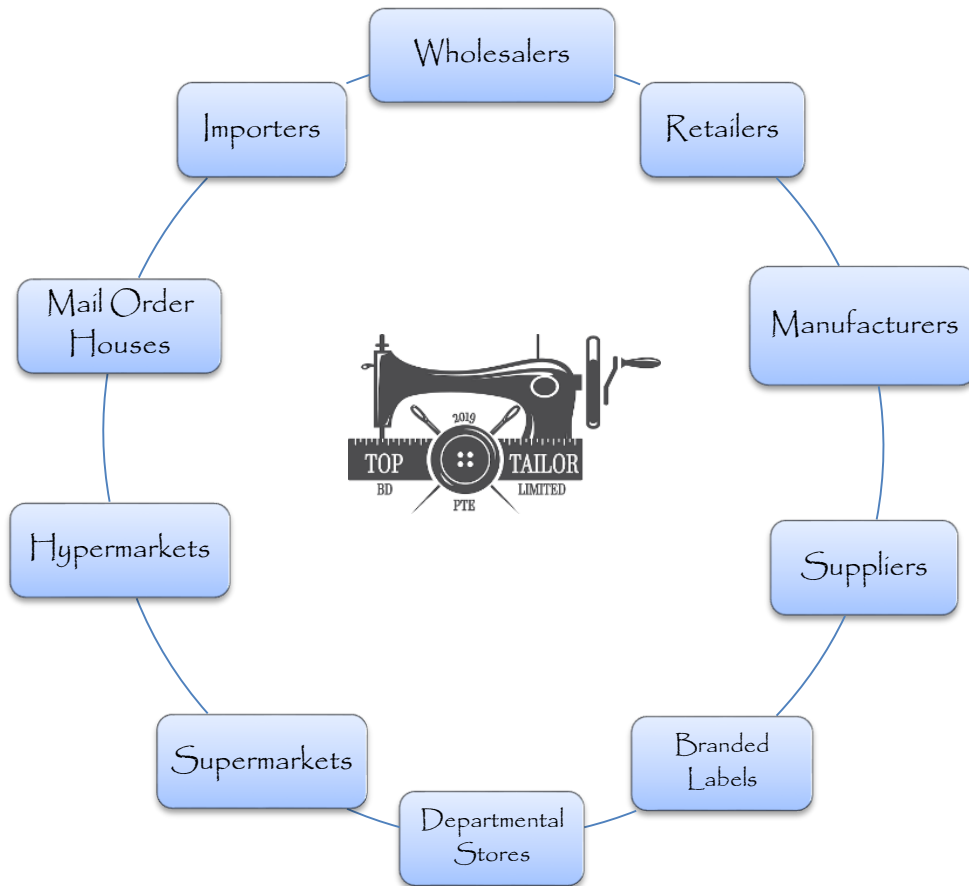 Wholesalers
Importers
Retailers
Mail Order
Houses
Manufacturers
2019
TOP
TAILOR
BD
LIMITED
PTE
Hypermarkets
Suppliers
Supermarkets
Branded
Labels
Departmental
Stores